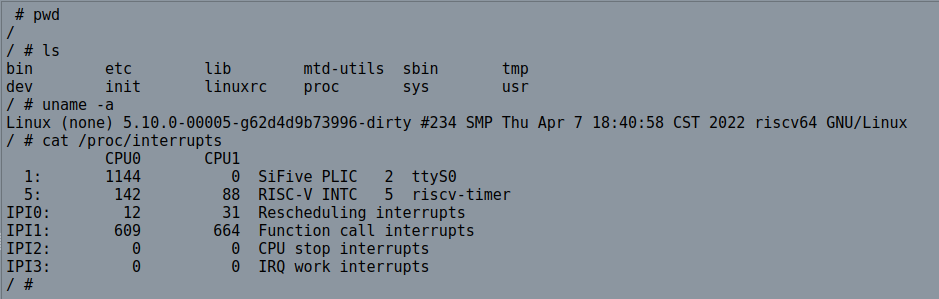 # pwd
/
/ # ls
bin etc lib mtd-utils sbin tmp
dev init linuxrc proc sys usr
/ # uname -a
Linux (none) 5.10.0-00005-g62d4d9b73996-dirty #234 SMP Thu Apr 7 18:40:58 CST 2022 riscv64 GNU/Linux
/ # cat /proc/interrupts
CPU0 CPU1
1: 1144 0 SiFive PLIC 2 ttyS0
5: 142 88 RISC-V INTC 5 riscv-timer
IPI0: 12 31 Rescheduling interrupts
IPI1: 609 664 Function call interrupts
IPI2: 0 0 CPU stop interrupts
IPI3: 0 0 IRQ work interrupts
/ #